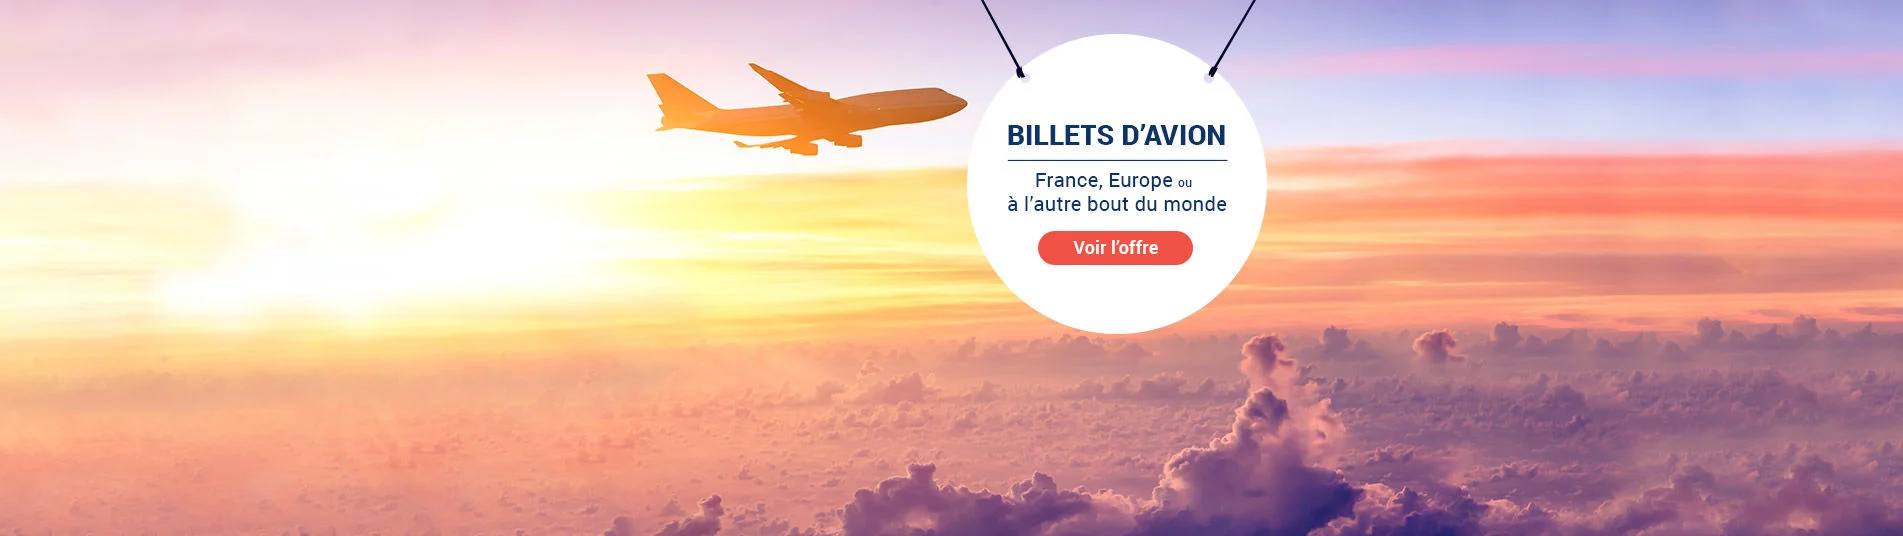 BILLETS D’AVION
France, Europe ou
à l’autre bout du monde
Voir l’offre